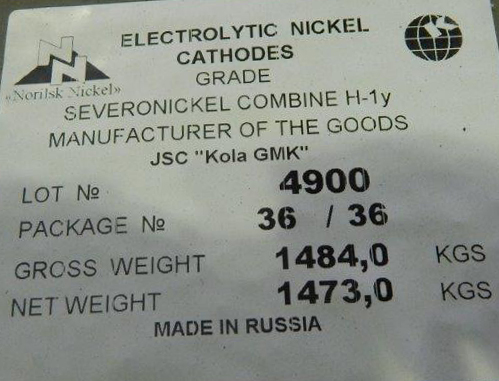 ELECTROLYTIC NICKEL
CATHODES
GRADE
«Norilsk Nickel»
SEVERONICKEL COMBINE H-1y
MANUFACTURER OF THE GOODS
JSC "Kola GMK"
LOT № 4900
PACKAGE № 36 / 36
GROSS WEIGHT 1484,0 KGS
NET WEIGHT 1473,0 KGS
MADE IN RUSSIA